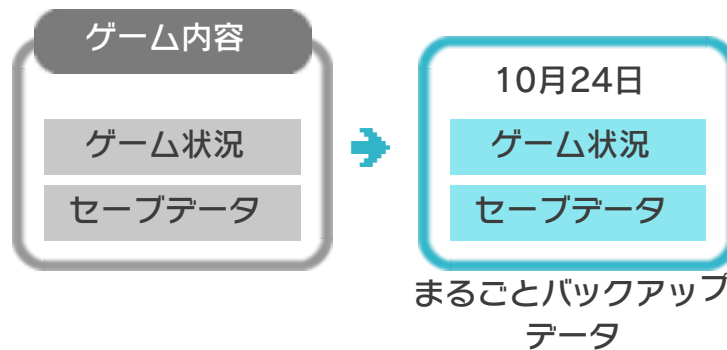 ゲーム内容
ゲーム状況
セーブデータ
10月24日
ゲーム状況
セーブデータ
まるごとバックアップ
データ